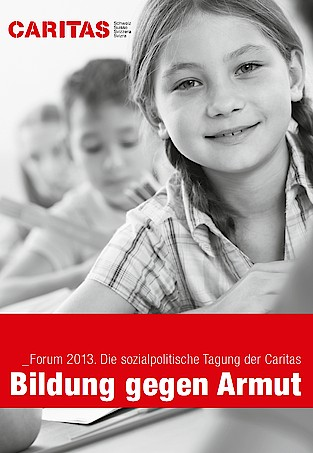 CARITAS
Schweiz
Suisse
Svizzera
Svizra
_Forum 2013. Die sozialpolitische Tagung der Caritas
Bildung gegen Armut